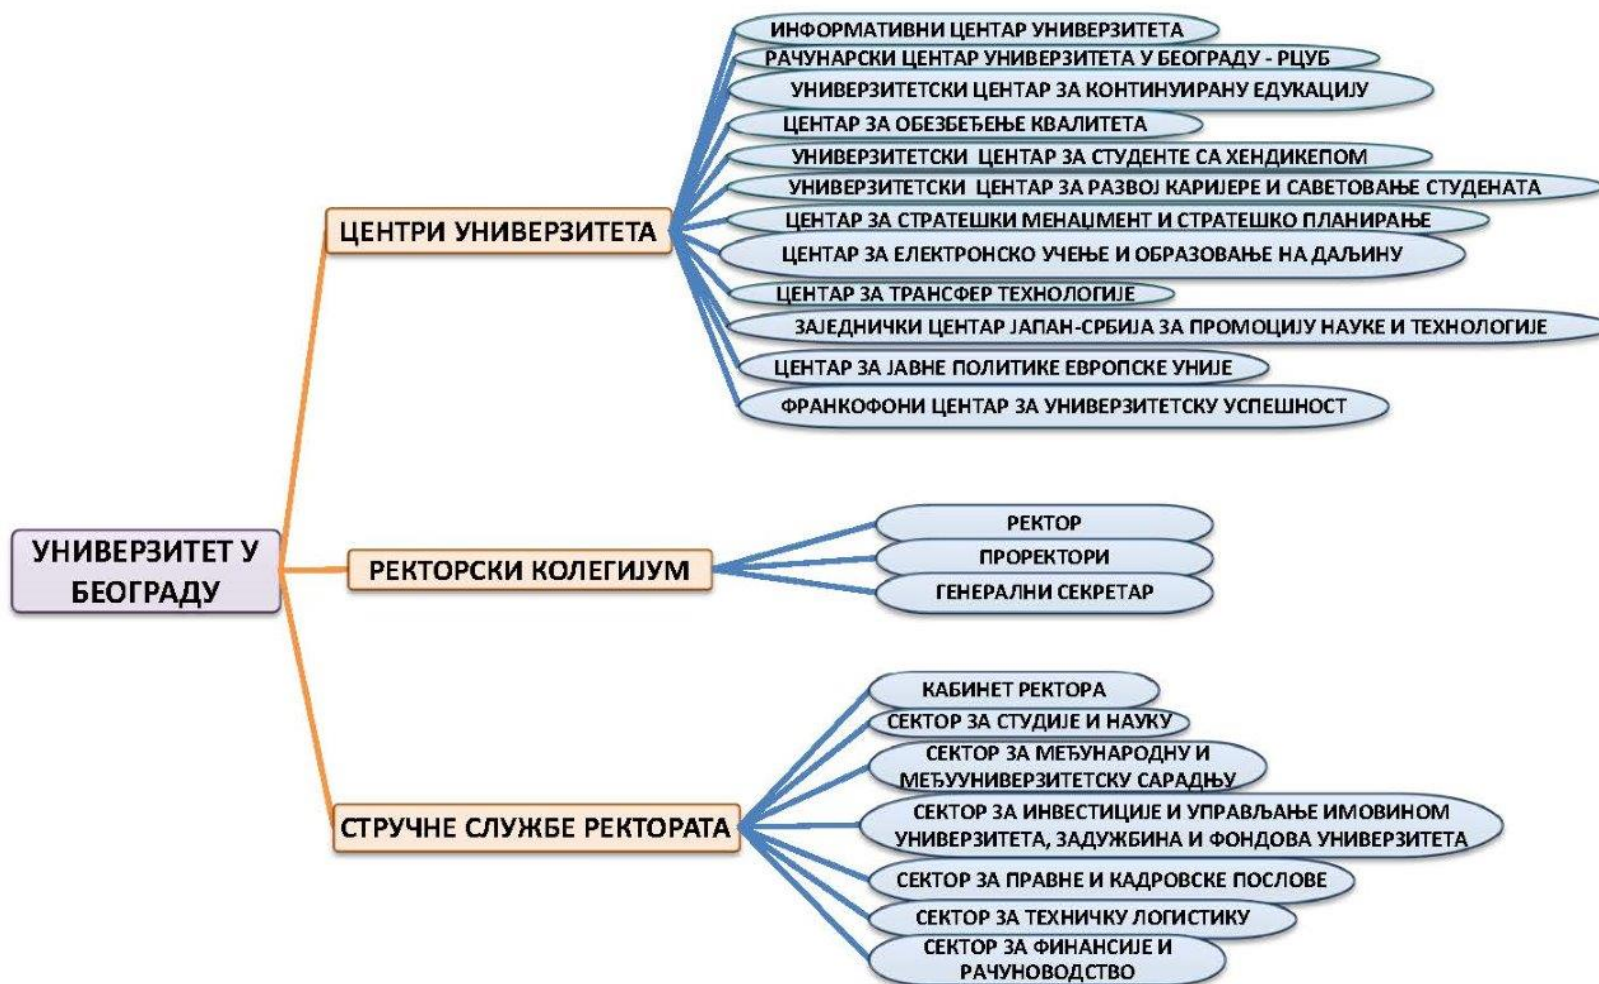 ИНФОРМАТИВНИ ЦЕНТАР УНИВЕРЗИТЕТА
РАЧУНАРСКИ ЦЕНТАР УНИВЕРЗИТЕТА У БЕОГРАДУ - РЦУБ
УНИВЕРЗИТЕТСКИ ЦЕНТАР ЗА КОНТИНУИРАНУ ЕДУКАЦИЈУ
ЦЕНТАР ЗА ОБЕЗБЕЂЕЊЕ КВАЛИТЕТА
УНИВЕРЗИТЕТСКИ ЦЕНТАР ЗА СТУДЕНТЕ СА ХЕНДИКЕПОМ
УНИВЕРЗИТЕТСКИ ЦЕНТАР ЗА РАЗВОЈ КАРИЈЕРЕ И САВЕТОВАЊЕ СТУДЕНАТА
ЦЕНТРИ УНИВЕРЗИТЕТА
ЦЕНТАР ЗА СТРАТЕШКИ МЕНАЏМЕНТ И СТРАТЕШКО ПЛАНИРАЊЕ
ЦЕНТАР ЗА ЕЛЕКТРОНСКО УЧЕЊЕ И ОБРАЗОВАЊЕ НА ДАЉИНУ
ЦЕНТАР ЗА ТРАНСФЕР ТЕХНОЛОГИЈЕ
ЗАЈЕДНИЧКИ ЦЕНТАР ЈАПАН-СРБИЈА ЗА ПРОМОЦИЈУ НАУКЕ И ТЕХНОЛОГИЈЕ
ЦЕНТАР ЗА ЈАВНЕ ПОЛИТИКЕ ЕВРОПСКЕ УНИЈЕ
ФРАНКОФОНИ ЦЕНТАР ЗА УНИВЕРЗИТЕТСКУ УСПЕШНОСТ
УНИВЕРЗИТЕТ У
БЕОГРАДУ
РЕКТОРСКИ КОЛЕГИЈУМ
РЕКТОР
ПРОРЕКТОРИ
ГЕНЕРАЛНИ СЕКРЕТАР
СТРУЧНЕ СЛУЖБЕ РЕКТОРАТА
КАБИНЕТ РЕКТОРА
СЕКТОР ЗА СТУДИЈЕ И НАУКУ
СЕКТОР ЗА МЕЂУНАРОДНУ И
МЕЂУУНИВЕРЗИТЕТСКУ САРАДЊУ
СЕКТОР ЗА ИНВЕСТИЦИЈЕ И УПРАВЉАЊЕ ИМОВИНОМ
УНИВЕРЗИТЕТА, ЗАДУЖБИНА И ФОНДОВА УНИВЕРЗИТЕТА
СЕКТОР ЗА ПРАВНЕ И КАДРОВСКЕ ПОСЛОВЕ
СЕКТОР ЗА ТЕХНИЧКУ ЛОГИСТИКУ
СЕКТОР ЗА ФИНАНСИЈЕ И
РАЧУНОВОДСТВО